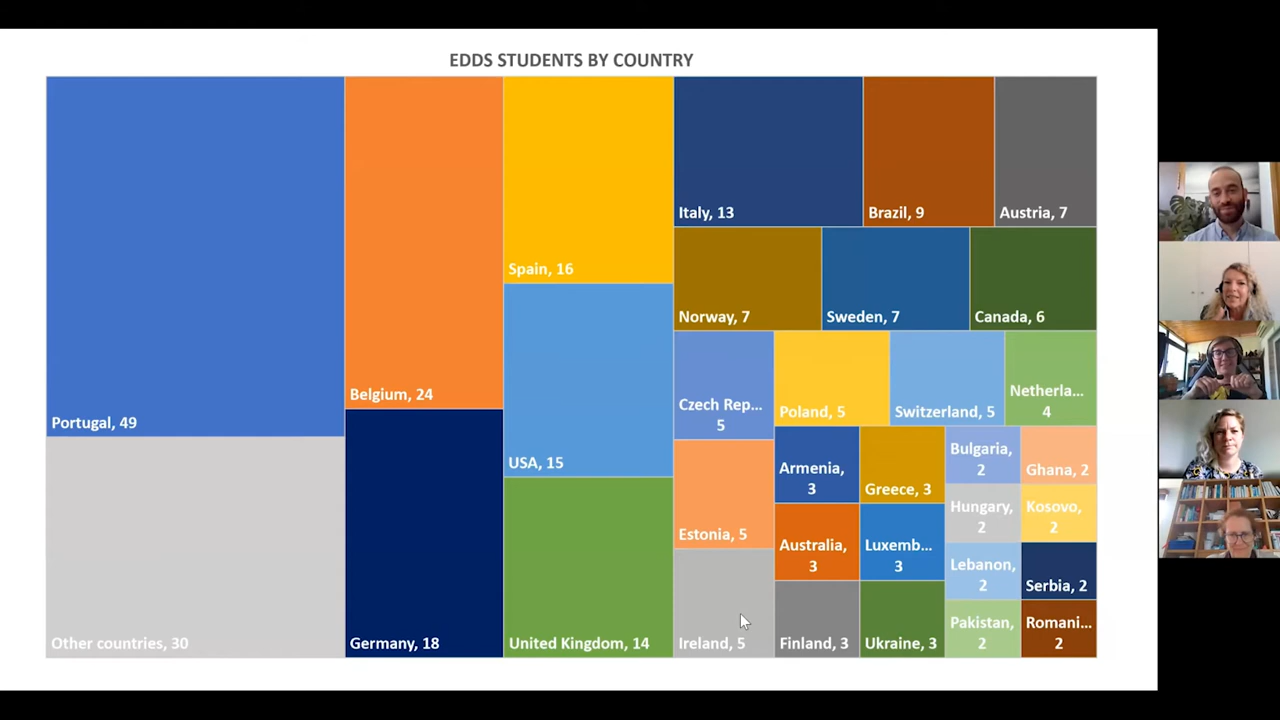 EDDS STUDENTS BY COUNTRY
Portugal, 49
Other countries, 30
Belgium, 24
Germany, 18
Spain, 16
USA, 15
United Kingdom, 14
Italy, 13
Brazil, 9
Austria, 7
Norway, 7
Sweden, 7
Canada, 6
Czech Rep...
5
Estonia, 5
Ireland, 5
Poland, 5
Switzerland, 5
Netherla...
4
Armenia,
3
Australia,
3
Finland, 3
Greece, 3
Luxemb...
3
Ukraine, 3
Bulgaria,
2
Hungary,
2
Lebanon,
2
Pakistan,
2
Ghana, 2
Kosovo,
2
Serbia, 2
Romani...
2